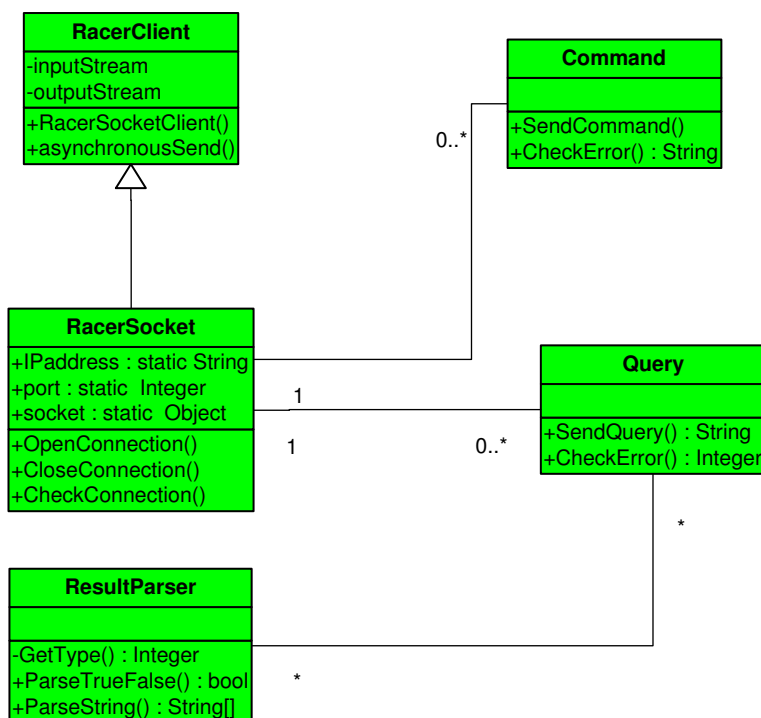 RacerClient
-inputStream
-outputStream
+RacerSocketClient()
+asynchronousSend()
Command
+SendCommand()
+CheckError() : String
0..*
RacerSocket
+IPaddress : static String
+port : static Integer
+socket : static Object
+OpenConnection()
+CloseConnection()
+CheckConnection()
1
1
0..*
Query
+SendQuery() : String
+CheckError() : Integer
*
ResultParser
-GetType() : Integer
+ParseTrueFalse() : bool
+ParseString() : String[]
*